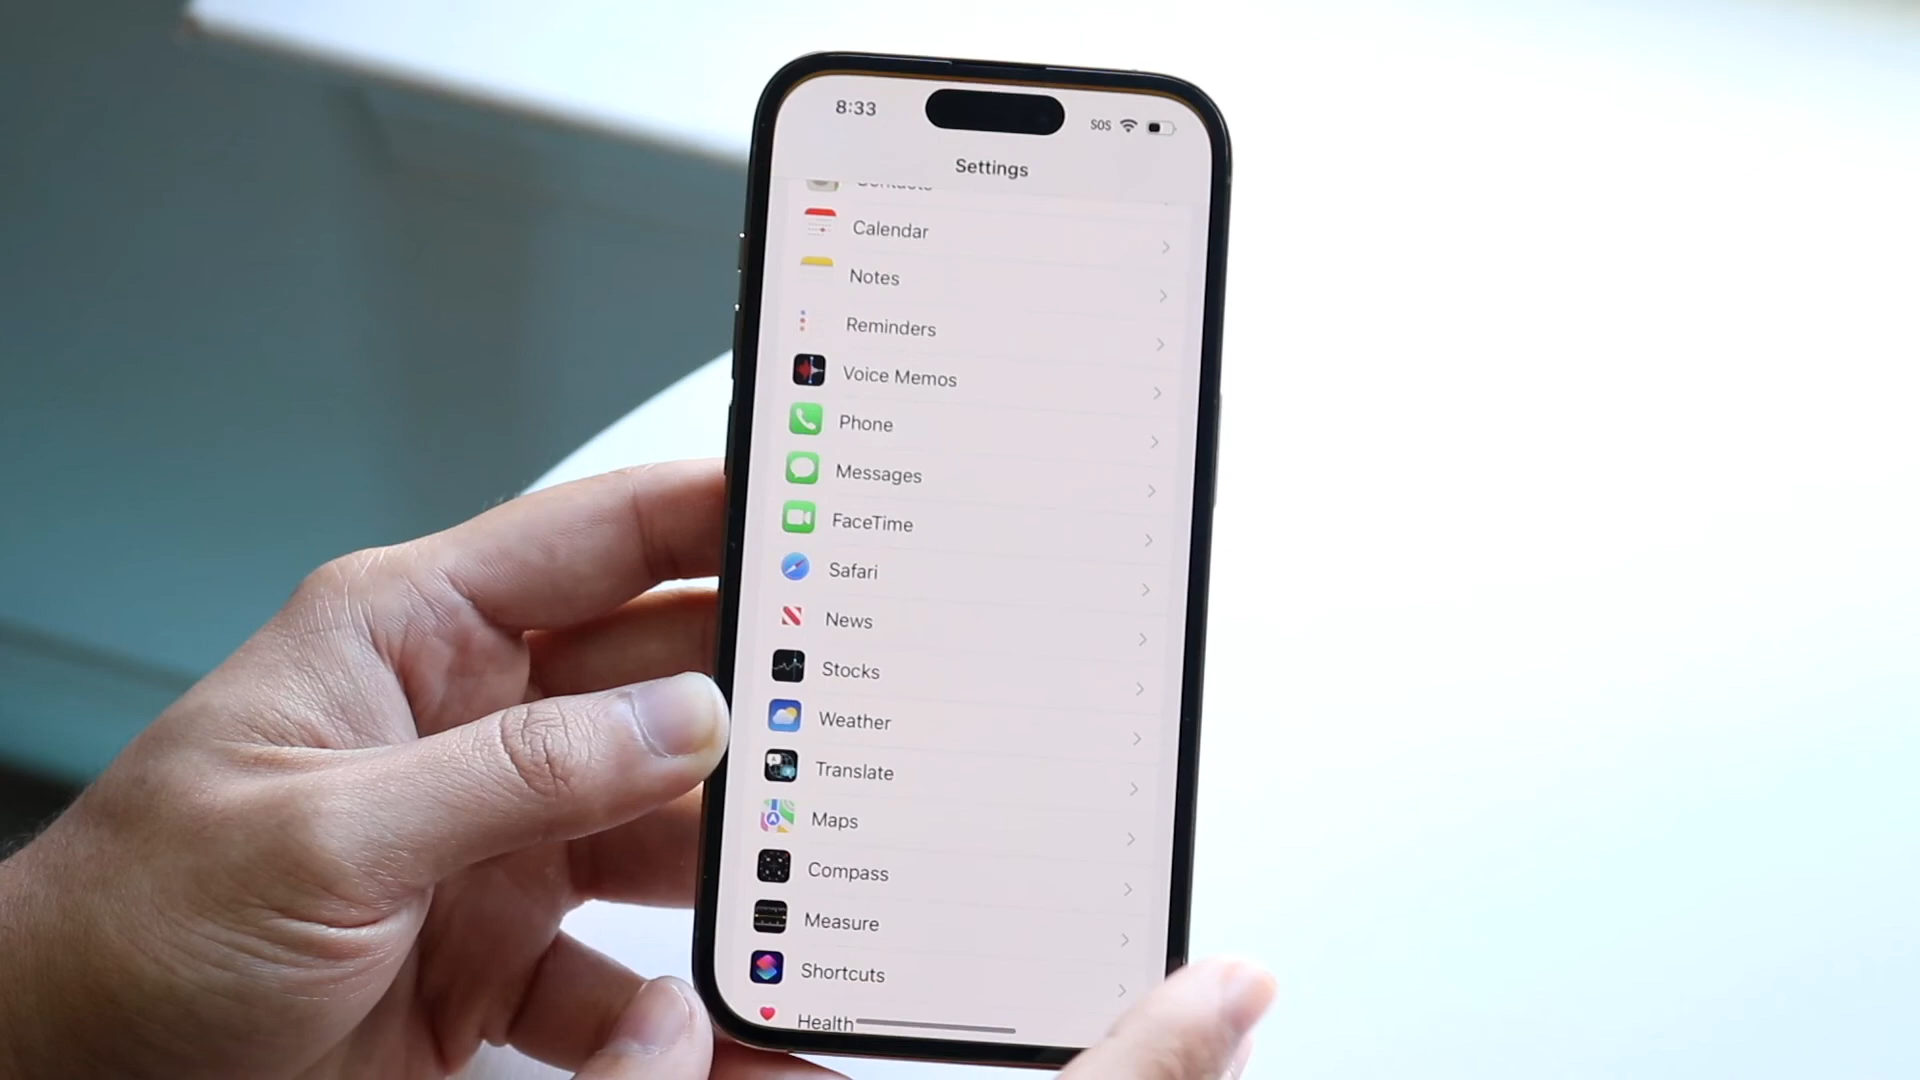 8:33
SOS
Settings
Contacts
Calendar
Notes
Reminders
Voice Memos
Phone
Messages
FaceTime
Safari
News
Stocks
Weather
Translate
Maps
Compass
Measure
Shortcuts
Health